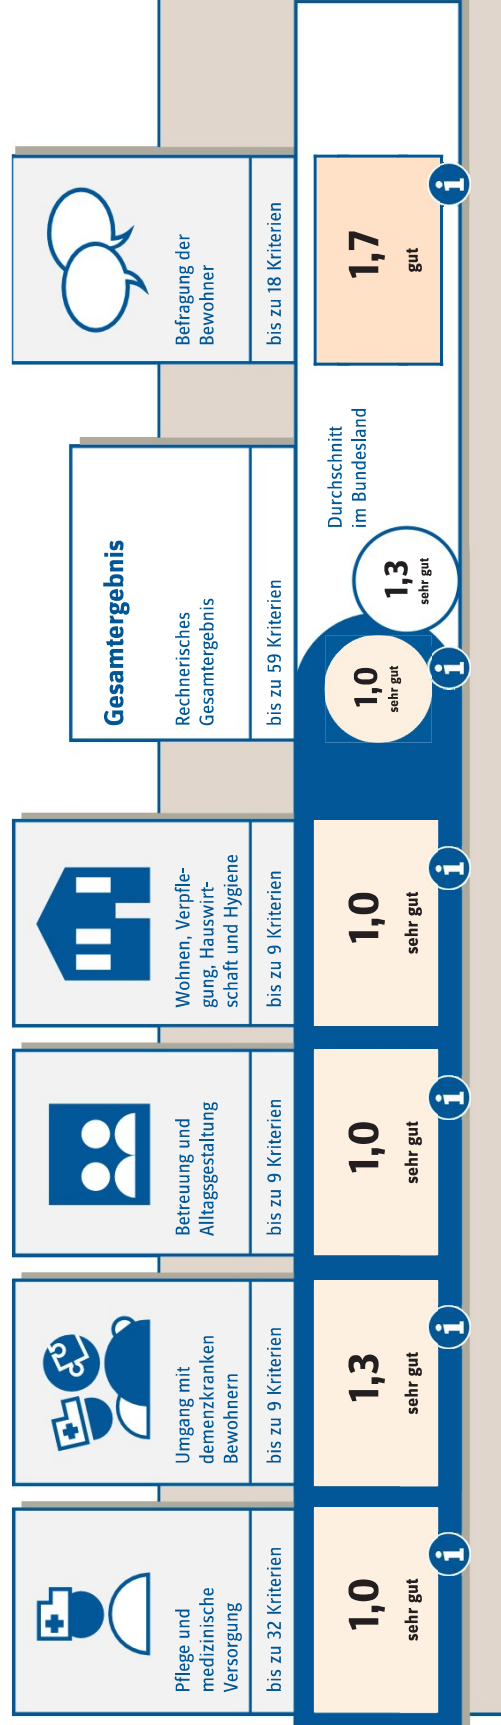 Pflege und
medizinische
Versorgung
bis zu 32 Kriterien
1,0
sehr gut
i
Umgang mit
demenzkranken
Bewohnern
bis zu 9 Kriterien
1,3
sehr gut
i
Betreuung und
Alltagsgestaltung
bis zu 9 Kriterien
1,0
sehr gut
i
Wohnen, Verpfle-
gung, Hauswirt-
schaft und Hygiene
bis zu 9 Kriterien
1,0
sehr gut
i
Gesamtergebnis
Rechnerisches
Gesamtergebnis
bis zu 59 Kriterien
1,0
sehr gut
i
Durchschnitt
im Bundesland
1,3
sehr gut
Befragung der
Bewohner
bis zu 18 Kriterien
1,7
gut
i